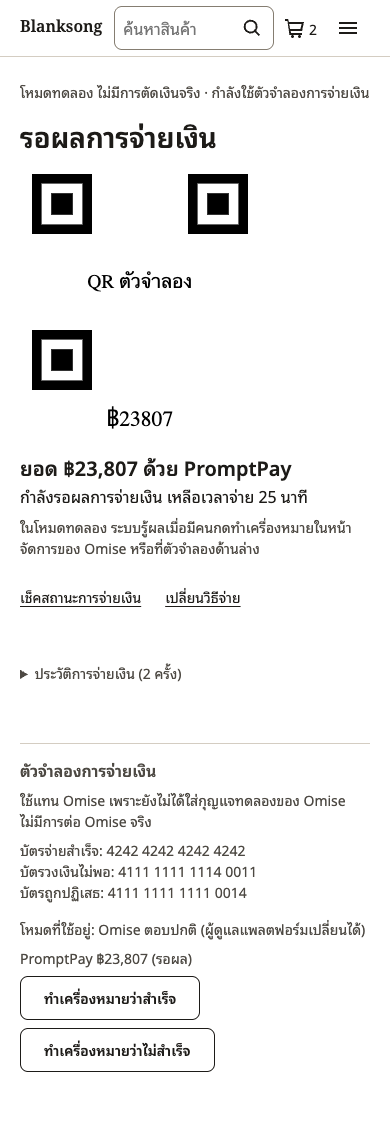 Blanksong
ค้นหาสินค้า
2
โหมดทดลอง ไม่มีการตัดเงินจริง · กำลังใช้ตัวจำลองการจ่ายเงิน
รอผลการจ่ายเงิน
QR ตัวจำลอง
฿23807
ยอด ฿23,807 ด้วย PromptPay
กำลังรอผลการจ่ายเงิน เหลือเวลาจ่าย 25 นาที
ในโหมดทดลอง ระบบรู้ผลเมื่อมีคนกดทำเครื่องหมายในหน้า
จัดการของ Omise หรือที่ตัวจำลองด้านล่าง
เช็คสถานะการจ่ายเงิน
เปลี่ยนวิธีจ่าย
ประวัติการจ่ายเงิน (2 ครั้ง)
ตัวจำลองการจ่ายเงิน
ใช้แทน Omise เพราะยังไม่ได้ใส่กุญแจทดลองของ Omise
ไม่มีการต่อ Omise จริง
บัตรจ่ายสำเร็จ: 4242 4242 4242 4242
บัตรวงเงินไม่พอ: 4111 1111 1114 0011
บัตรถูกปฏิเสธ: 4111 1111 1111 0014
โหมดที่ใช้อยู่: Omise ตอบปกติ (ผู้ดูแลแพลตฟอร์มเปลี่ยนได้)
PromptPay ฿23,807 (รอผล)
ทำเครื่องหมายว่าสำเร็จ
ทำเครื่องหมายว่าไม่สำเร็จ